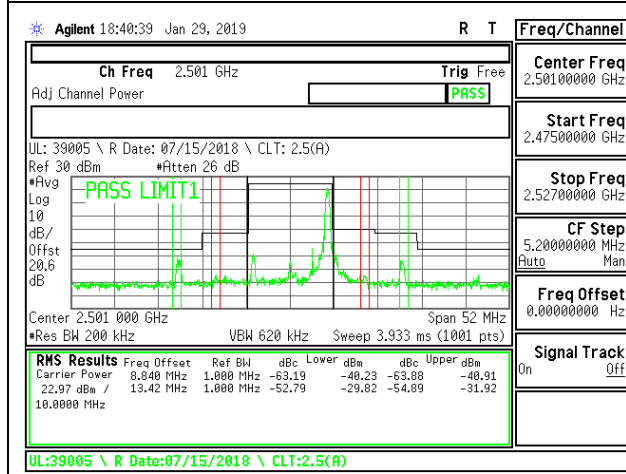 Agilent 18:40:39 Jan 29, 2019 R T
Ch Freq 2.501 GHz Trig Free
Adj Channel Power PASS
UL: 39005 \ R Date: 07/15/2018 \ CLT: 2.5(A)
Ref 30 dBm #Atten 26 dB
#Avg
Log
10
dB/
Offst
20.6
dB
PASS LIMIT1
Center 2.501 000 GHz Span 52 MHz
#Res BW 200 kHz VBW 620 kHz Sweep 3.933 ms (1001 pts)
RMS Results Freq Offset Ref BW dBc Lower dBm dBc Upper dBm
Carrier Power 8.840 MHz 1.000 MHz -63.19 -40.23 -63.88 -40.91
22.97 dBm / 13.42 MHz 1.000 MHz -52.79 -29.82 -54.89 -31.92
10.0000 MHz
UL:39005 \ R Date:07/15/2018 \ CLT:2.5(A)
Freq/Channel
Center Freq
2.50100000 GHz
Start Freq
2.47500000 GHz
Stop Freq
2.52700000 GHz
CF Step
5.20000000 MHz
Auto Man
Freq Offset
0.00000000 Hz
Signal Track
On Off